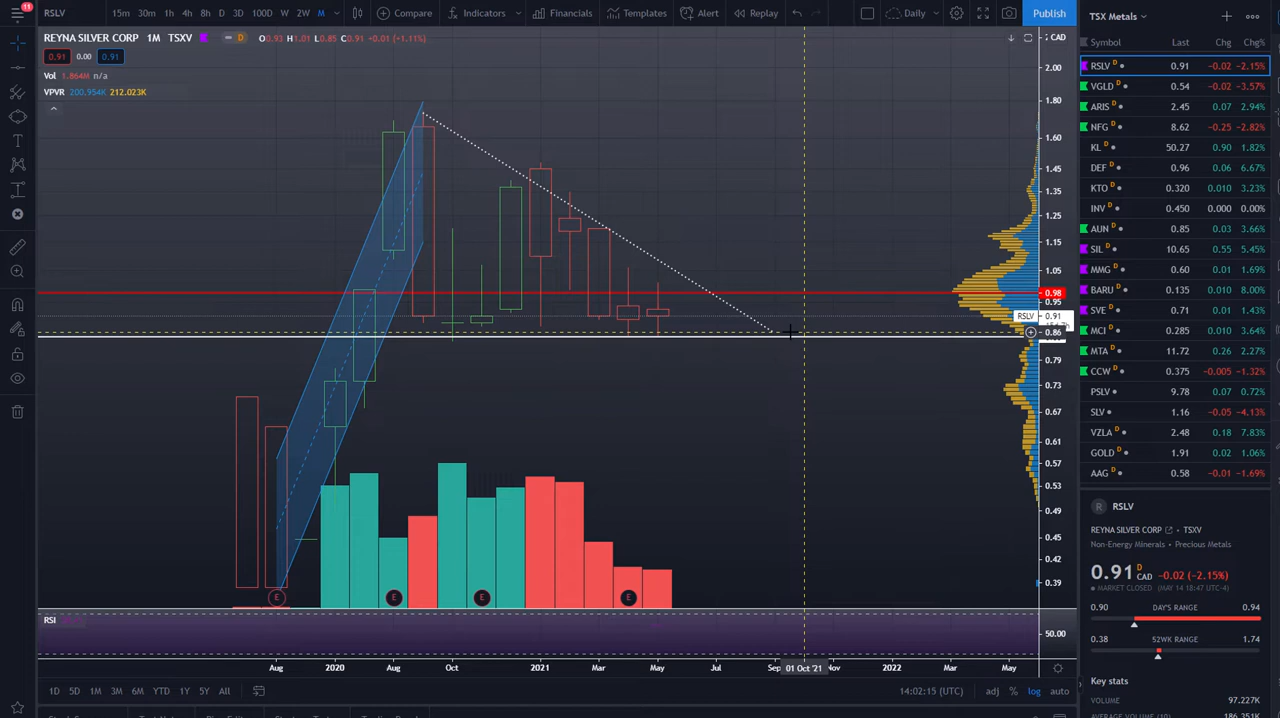 11
RSLV
15m 30m 1h 2h 4h 8h D 3D 100D W 2W M
Compare
Indicators
Financials
Templates
Alert
Replay
Daily
Publish
TSX Metals
REYNA SILVER CORP 1M TSXV
D
O0.93 H1.01 L0.85 C0.91 +0.01 (+1.11%)
CAD
0.91 0.00 0.91
Vol 1.864M n/a
VPVR 200.954K 212.023K
2.00
1.80
1.60
1.45
1.35
1.25
1.15
1.05
0.98
0.95
RSLV 0.91
0.86
0.79
0.73
0.67
0.61
0.57
0.53
0.49
0.45
0.42
0.39
E E E E
RSI
50.00
Aug 2020 Aug Oct 2021 Mar May Jul Sep 01 Oct '21 Nov 2022 Mar May
1D 5D 1M 3M 6M YTD 1Y 5Y All
14:02:15 (UTC)
adj % log auto
Symbol Last Chg Chg%
RSLV D 0.91 −0.02 −2.15%
VGLD D 0.54 −0.02 −3.57%
ARIS D 2.45 0.07 2.94%
NFG D 8.62 −0.25 −2.82%
KL D 50.27 0.90 1.82%
DEF D 0.96 0.06 6.67%
KTO D 0.320 0.010 3.23%
INV D 0.450 0.000 0.00%
AUN D 0.85 0.03 3.66%
SIL D 10.65 0.55 5.45%
MMG D 0.60 0.01 1.69%
BARU D 0.135 0.010 8.00%
SVE D 0.71 0.01 1.43%
MCI D 0.285 0.010 3.64%
MTA D 11.72 0.26 2.27%
CCW D 0.375 −0.005 −1.32%
PSLV D 9.78 0.07 0.72%
SLV D 1.16 −0.05 −4.13%
VZLA D 2.48 0.18 7.83%
GOLD D 1.91 0.02 1.06%
AAG D 0.58 −0.01 −1.69%
R RSLV
REYNA SILVER CORP TSXV
Non-Energy Minerals • Precious Metals
0.91 D CAD −0.02 (−2.15%)
MARKET CLOSED (MAY 14 18:47 UTC-4)
0.90 DAY'S RANGE 0.94
0.38 52WK RANGE 1.74
Key stats
VOLUME 97.227K